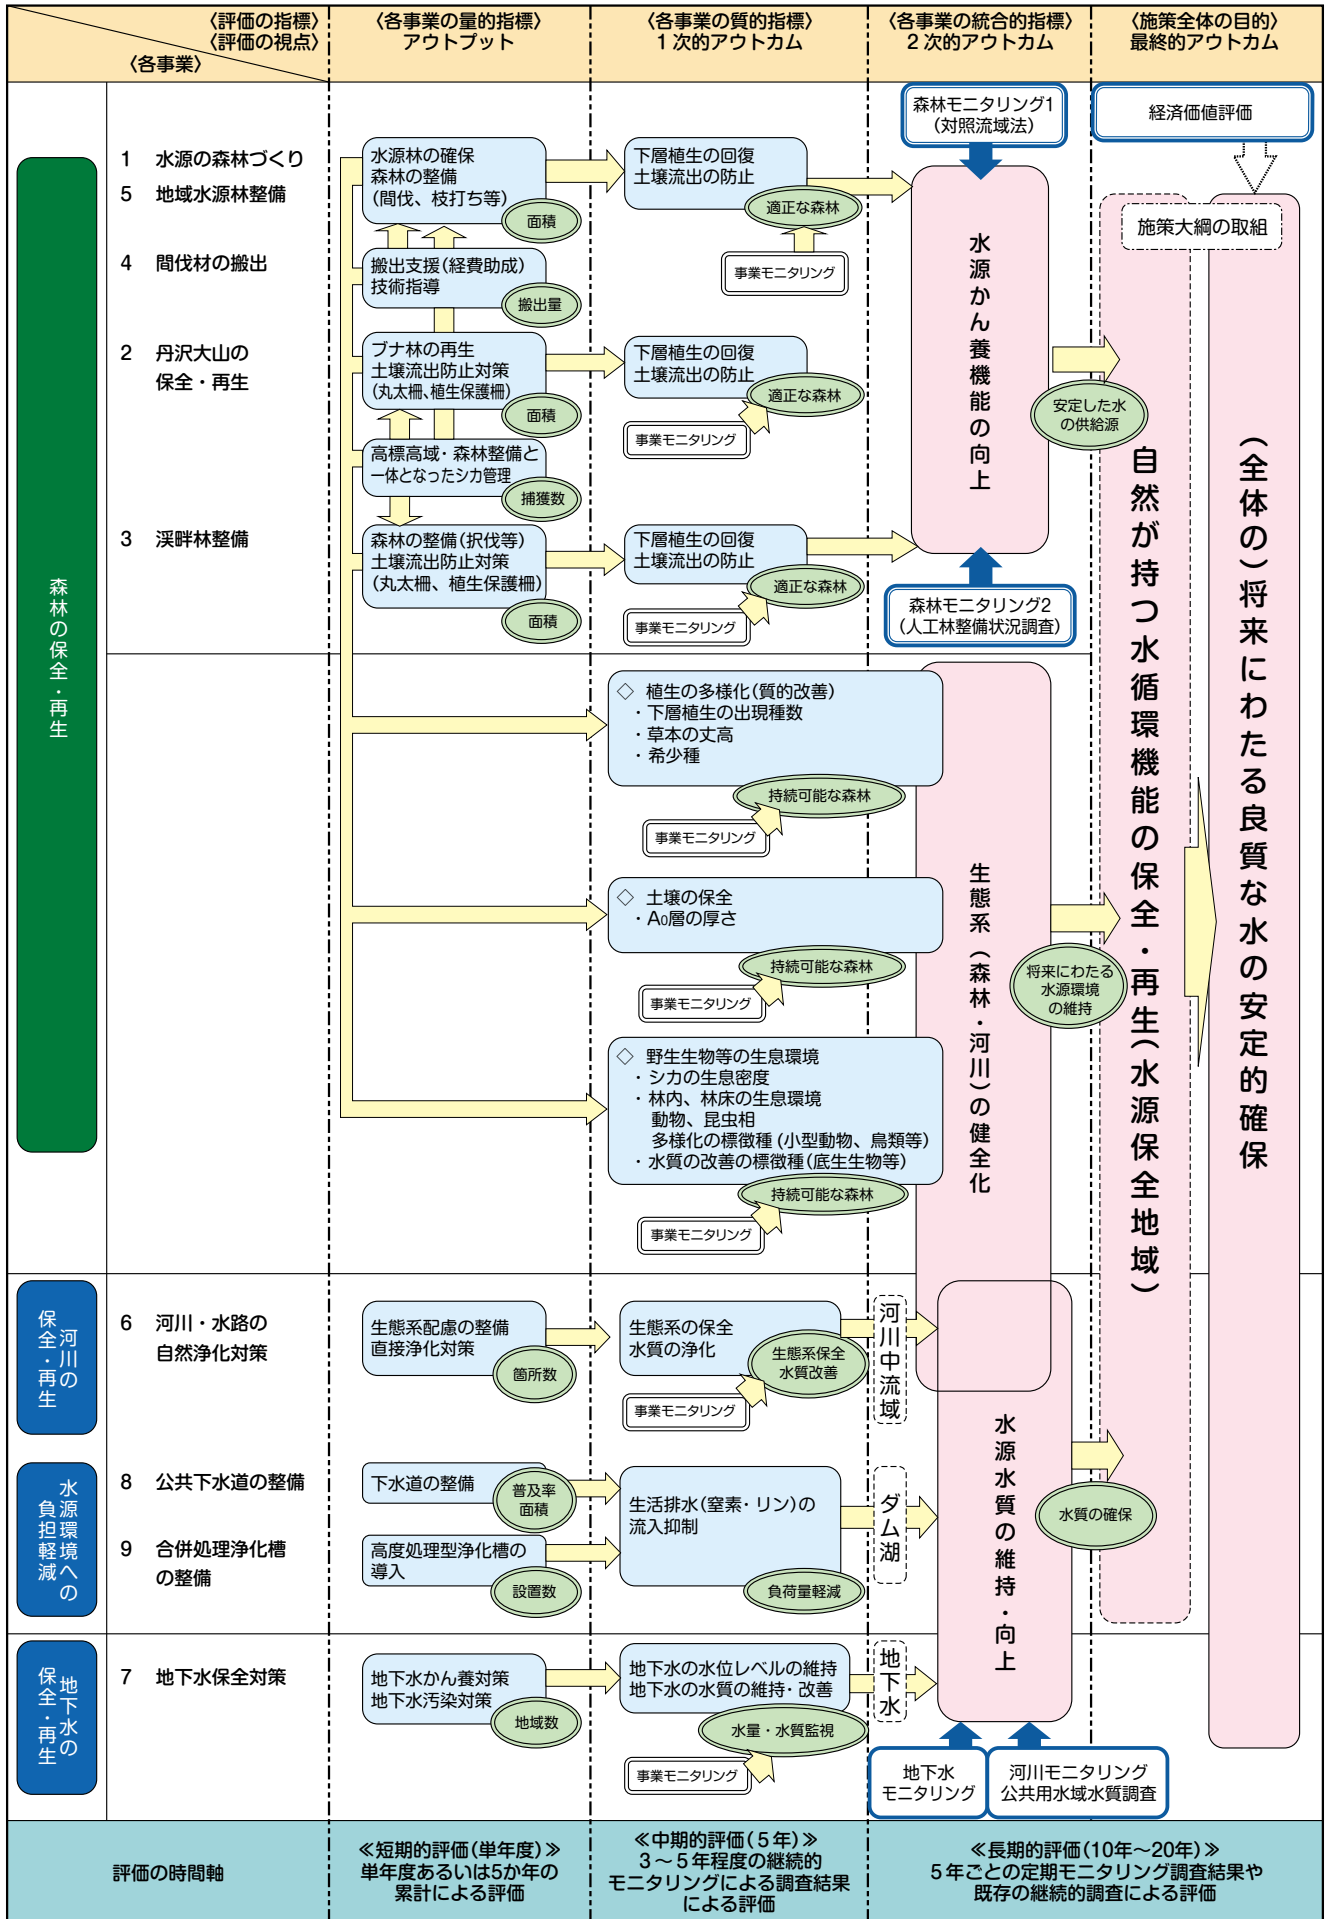 〈評価の指標〉
〈評価の視点〉
〈各事業〉
〈各事業の量的指標〉
アウトプット
〈各事業の質的指標〉
1次的アウトカム
〈各事業の統合的指標〉
2次的アウトカム
〈施策全体の目的〉
最終的アウトカム
森林の保全・再生
1 水源の森林づくり
5 地域水源林整備
4 間伐材の搬出
2 丹沢大山の
保全・再生
3 渓畔林整備
水源林の確保
森林の整備
(間伐、枝打ち等)
面積
搬出支援(経費助成)
技術指導
搬出量
ブナ林の再生
土壌流出防止対策
(丸太柵、植生保護柵)
面積
高標高域・森林整備と
一体となったシカ管理
捕獲数
森林の整備(択伐等)
土壌流出防止対策
(丸太柵、植生保護柵)
面積
下層植生の回復
土壌流出の防止
適正な森林
事業モニタリング
下層植生の回復
土壌流出の防止
適正な森林
事業モニタリング
下層植生の回復
土壌流出の防止
適正な森林
事業モニタリング
◇ 植生の多様化(質的改善)
・下層植生の出現種数
・草本の丈高
・希少種
持続可能な森林
事業モニタリング
◇ 土壌の保全
・A0層の厚さ
持続可能な森林
事業モニタリング
◇ 野生生物等の生息環境
・シカの生息密度
・林内、林床の生息環境
動物、昆虫相
多様化の標徴種(小型動物、鳥類等)
・水質の改善の標徴種(底生生物等)
持続可能な森林
事業モニタリング
森林モニタリング1
(対照流域法)
水源かん養機能の向上
森林モニタリング2
(人工林整備状況調査)
生態系(森林・河川)の健全化
経済価値評価
施策大綱の取組
安定した水
の供給源
将来にわたる
水源環境
の維持
自然が持つ水循環機能の保全・再生(水源保全地域)
(全体の)将来にわたる良質な水の安定的確保
河川の
保全・再生
6 河川・水路の
自然浄化対策
生態系配慮の整備
直接浄化対策
箇所数
生態系の保全
水質の浄化
生態系保全
水質改善
事業モニタリング
河川中流域
水源環境への
負担軽減
8 公共下水道の整備
9 合併処理浄化槽
の整備
下水道の整備
普及率
面積
高度処理型浄化槽の
導入
設置数
生活排水(窒素・リン)の
流入抑制
負荷量軽減
ダム湖
水源水質の維持・向上
水質の確保
地下水の
保全・再生
7 地下水保全対策
地下水かん養対策
地下水汚染対策
地域数
地下水の水位レベルの維持
地下水の水質の維持・改善
水量・水質監視
事業モニタリング
地下水
地下水
モニタリング
河川モニタリング
公共用水域水質調査
評価の時間軸
≪短期的評価(単年度)≫
単年度あるいは5か年の
累計による評価
≪中期的評価(5年)≫
3～5年程度の継続的
モニタリングによる調査結果
による評価
≪長期的評価(10年～20年)≫
5年ごとの定期モニタリング調査結果や
既存の継続的調査による評価